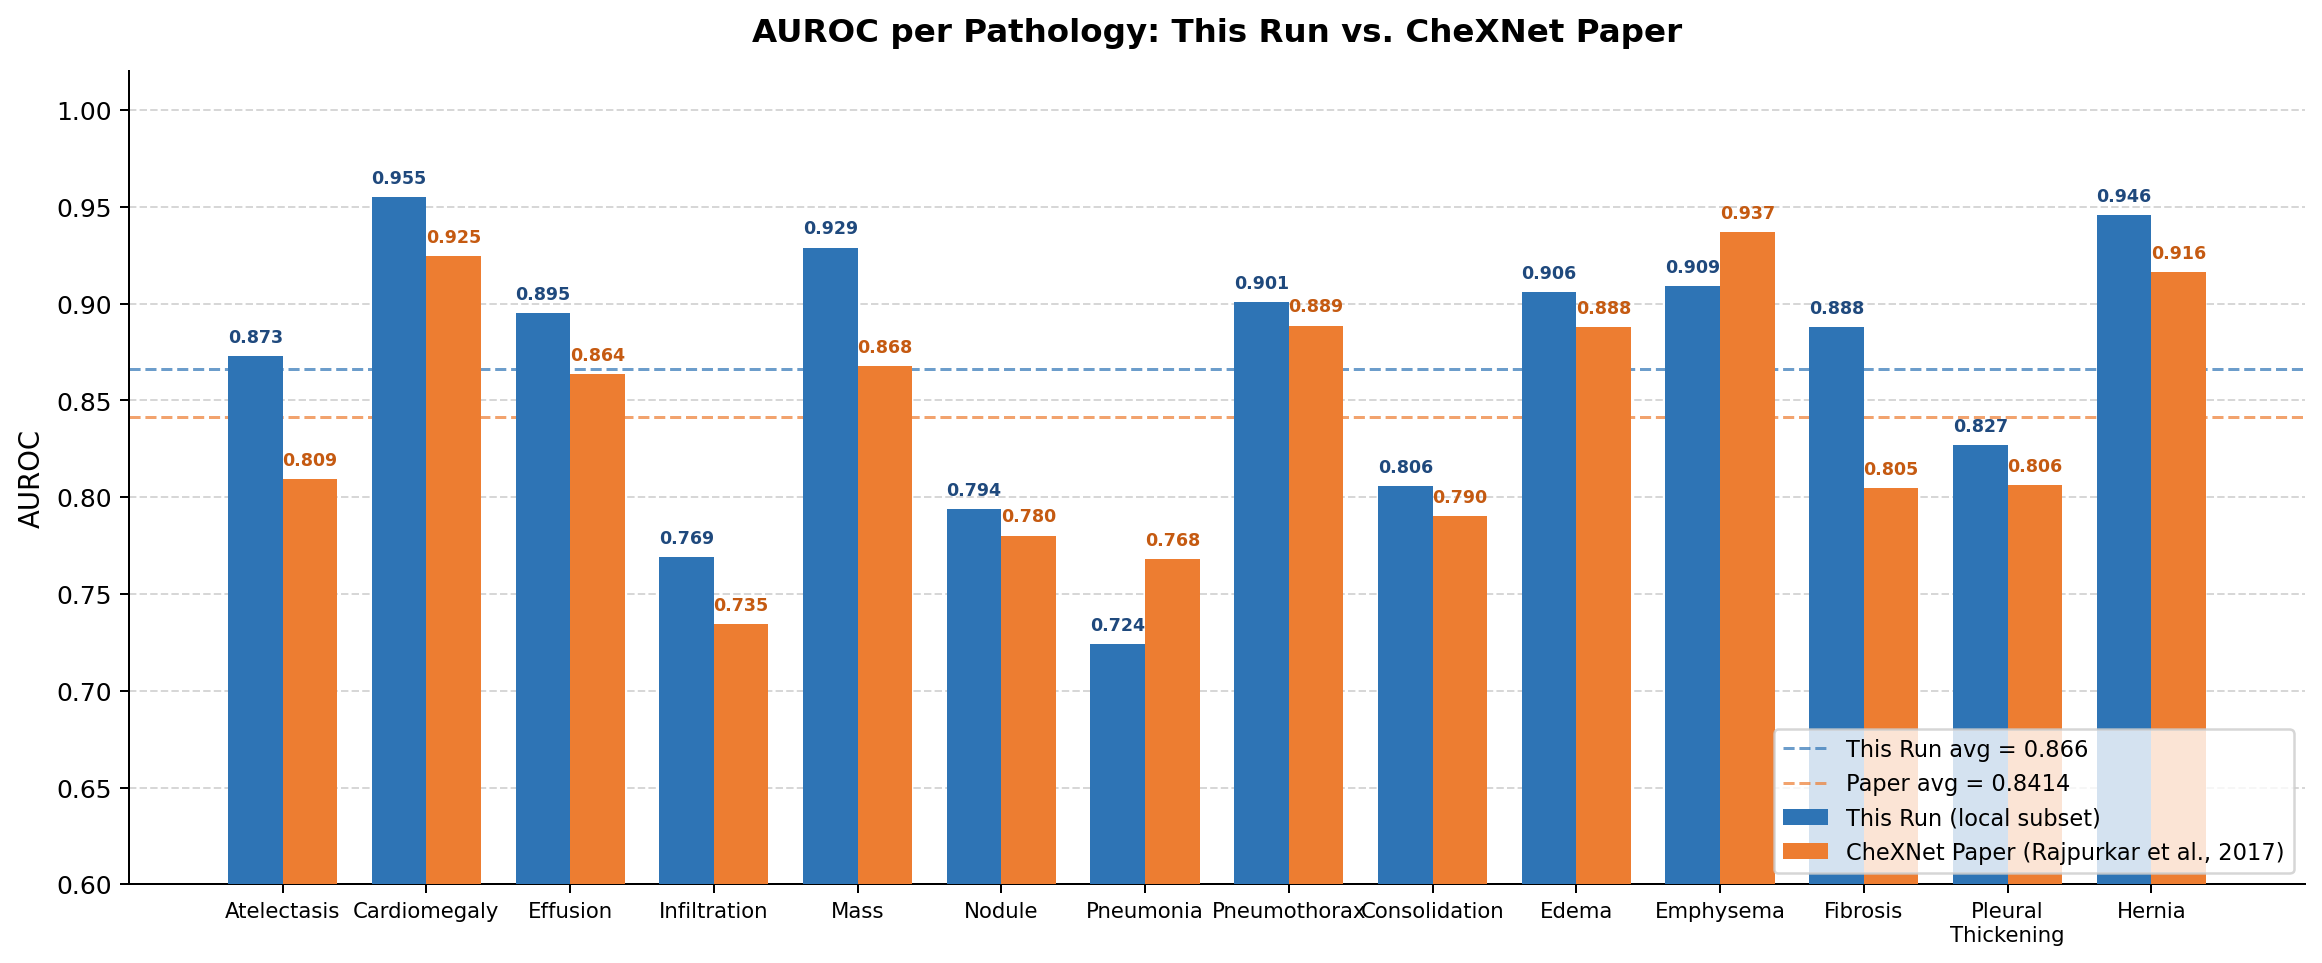 AUROC per Pathology: This Run vs. CheXNet Paper
AUROC
1.00
0.95
0.90
0.85
0.80
0.75
0.70
0.65
0.60
0.873
0.809
0.955
0.925
0.895
0.864
0.769
0.735
0.929
0.868
0.794
0.780
0.724
0.768
0.901
0.889
0.806
0.790
0.906
0.888
0.909
0.937
0.888
0.805
0.827
0.806
0.946
0.916
This Run avg = 0.866
Paper avg = 0.8414
This Run (local subset)
CheXNet Paper (Rajpurkar et al., 2017)
Atelectasis
Cardiomegaly
Effusion
Infiltration
Mass
Nodule
Pneumonia
Pneumothorax
Consolidation
Edema
Emphysema
Fibrosis
Pleural
Thickening
Hernia